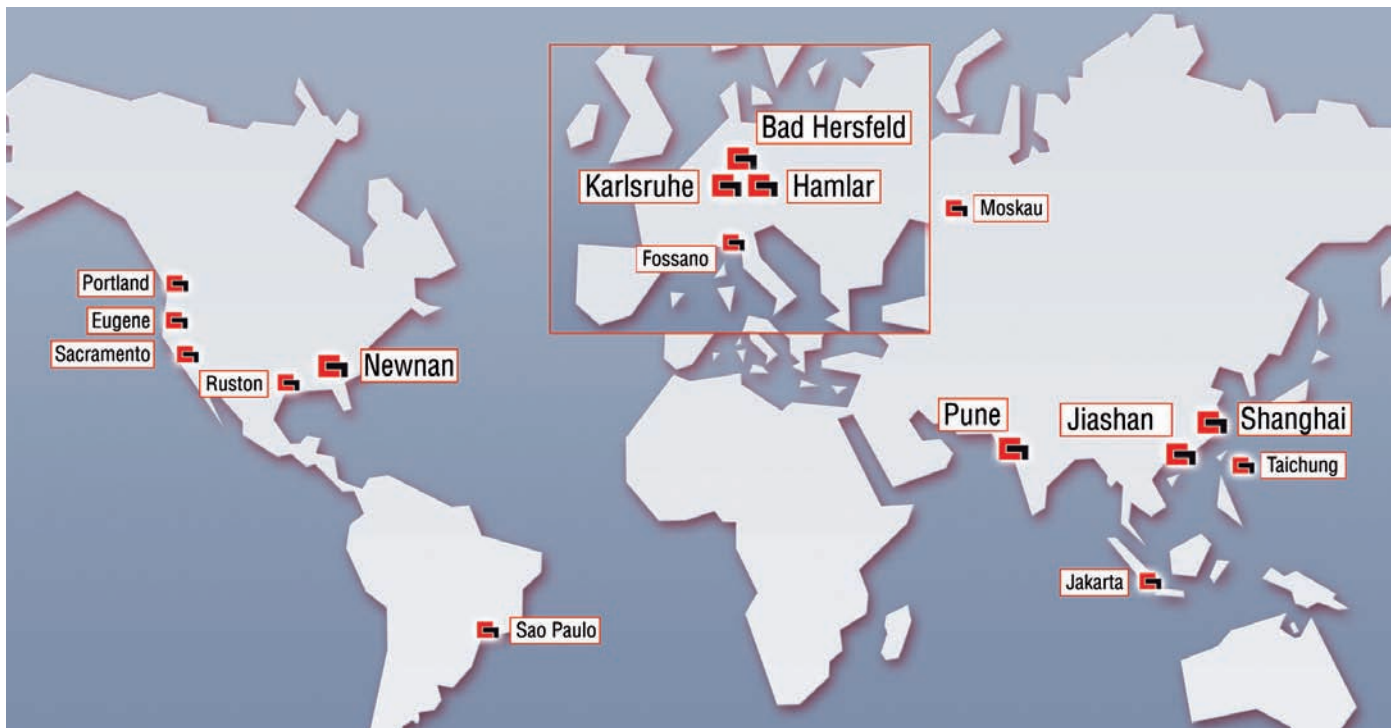 Bad Hersfeld
Karlsruhe
Hamlar
Moskau
Fossano
Portland
Eugene
Sacramento
Newnan
Ruston
Pune
Jiashan
Shanghai
Taichung
Jakarta
Sao Paulo